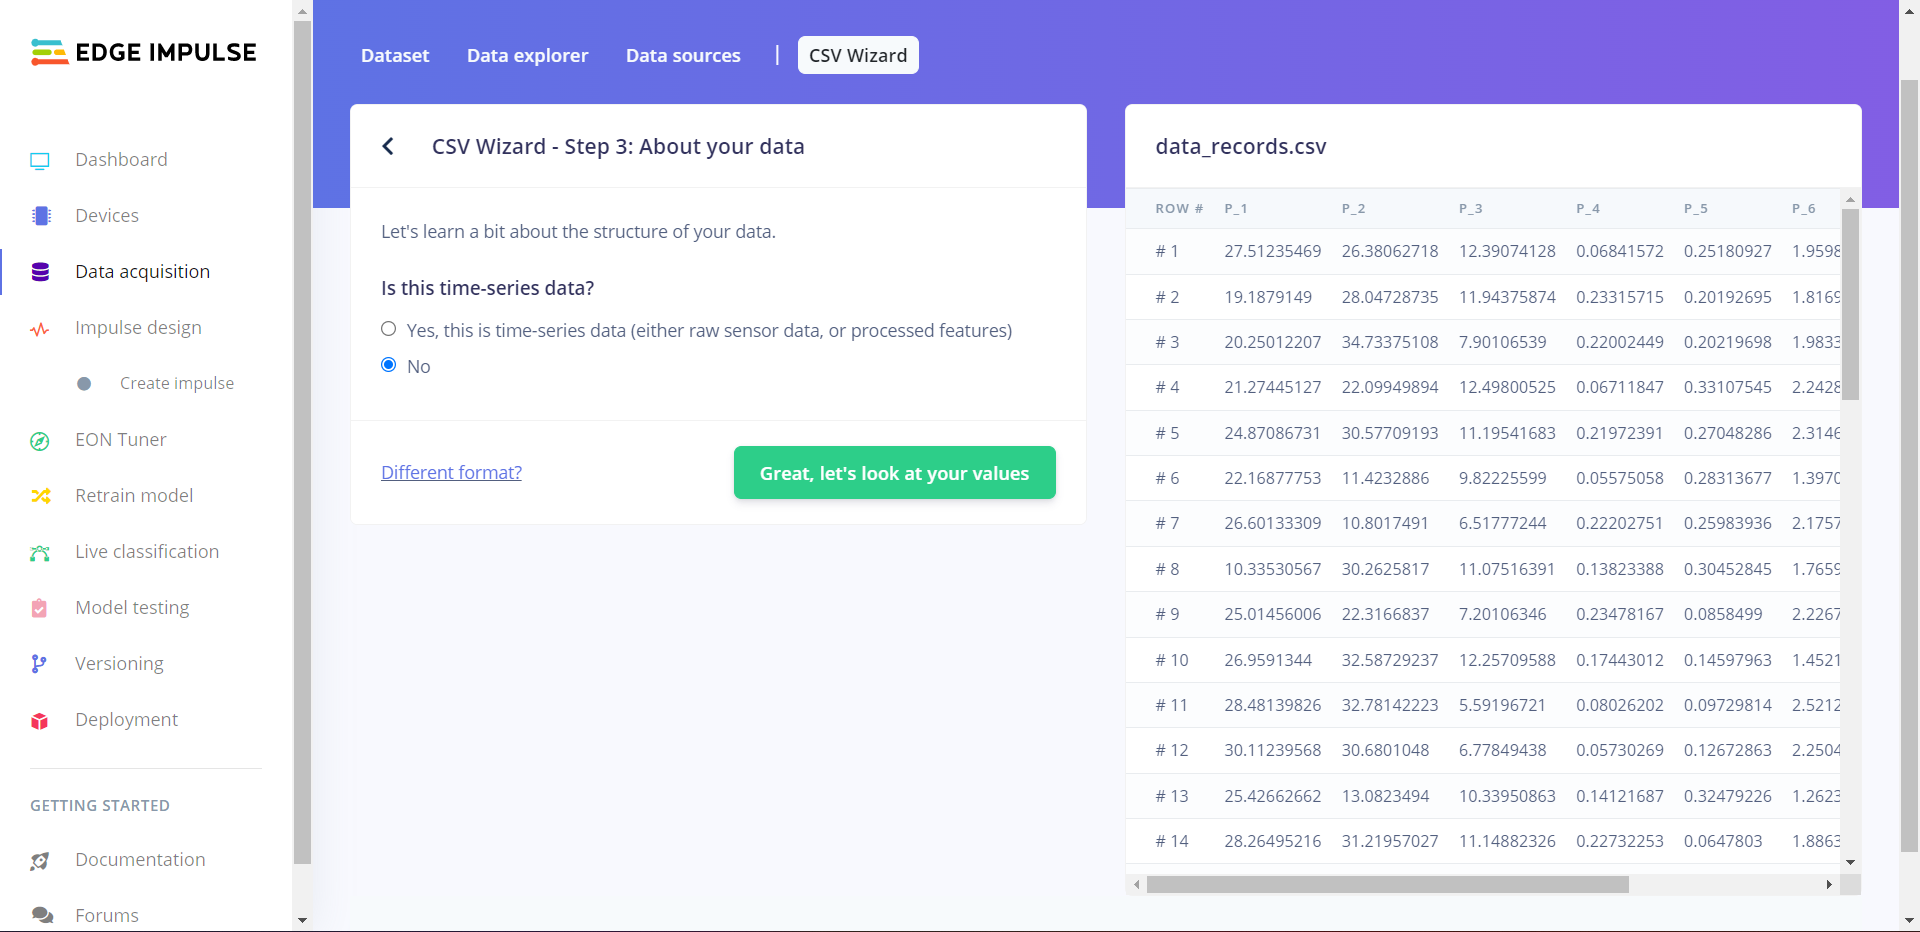 EDGE IMPULSE
Dashboard
Devices
Data acquisition
Impulse design
Create impulse
EON Tuner
Retrain model
Live classification
Model testing
Versioning
Deployment
GETTING STARTED
Documentation
Forums
Dataset Data explorer Data sources | CSV Wizard
CSV Wizard - Step 3: About your data
Let's learn a bit about the structure of your data.
Is this time-series data?
Yes, this is time-series data (either raw sensor data, or processed features)
No
Different format? Great, let's look at your values
data_records.csv
ROW # P_1 P_2 P_3 P_4 P_5 P_6
# 1 27.51235469 26.38062718 12.39074128 0.06841572 0.25180927 1.9598
# 2 19.1879149 28.04728735 11.94375874 0.23315715 0.20192695 1.8169
# 3 20.25012207 34.73375108 7.90106539 0.22002449 0.20219698 1.9833
# 4 21.27445127 22.09949894 12.49800525 0.06711847 0.33107545 2.2428
# 5 24.87086731 30.57709193 11.19541683 0.21972391 0.27048286 2.3146
# 6 22.16877753 11.4232886 9.82225599 0.05575058 0.28313677 1.3970
# 7 26.60133309 10.8017491 6.51777244 0.22202751 0.25983936 2.1757
# 8 10.33530567 30.2625817 11.07516391 0.13823388 0.30452845 1.7659
# 9 25.01456006 22.3166837 7.20106346 0.23478167 0.0858499 2.2267
# 10 26.9591344 32.58729237 12.25709588 0.17443012 0.14597963 1.4521
# 11 28.48139826 32.78142223 5.59196721 0.08026202 0.09729814 2.5212
# 12 30.11239568 30.6801048 6.77849438 0.05730269 0.12672863 2.2504
# 13 25.42662662 13.0823494 10.33950863 0.14121687 0.32479226 1.2623
# 14 28.26495216 31.21957027 11.14882326 0.22732253 0.0647803 1.8863